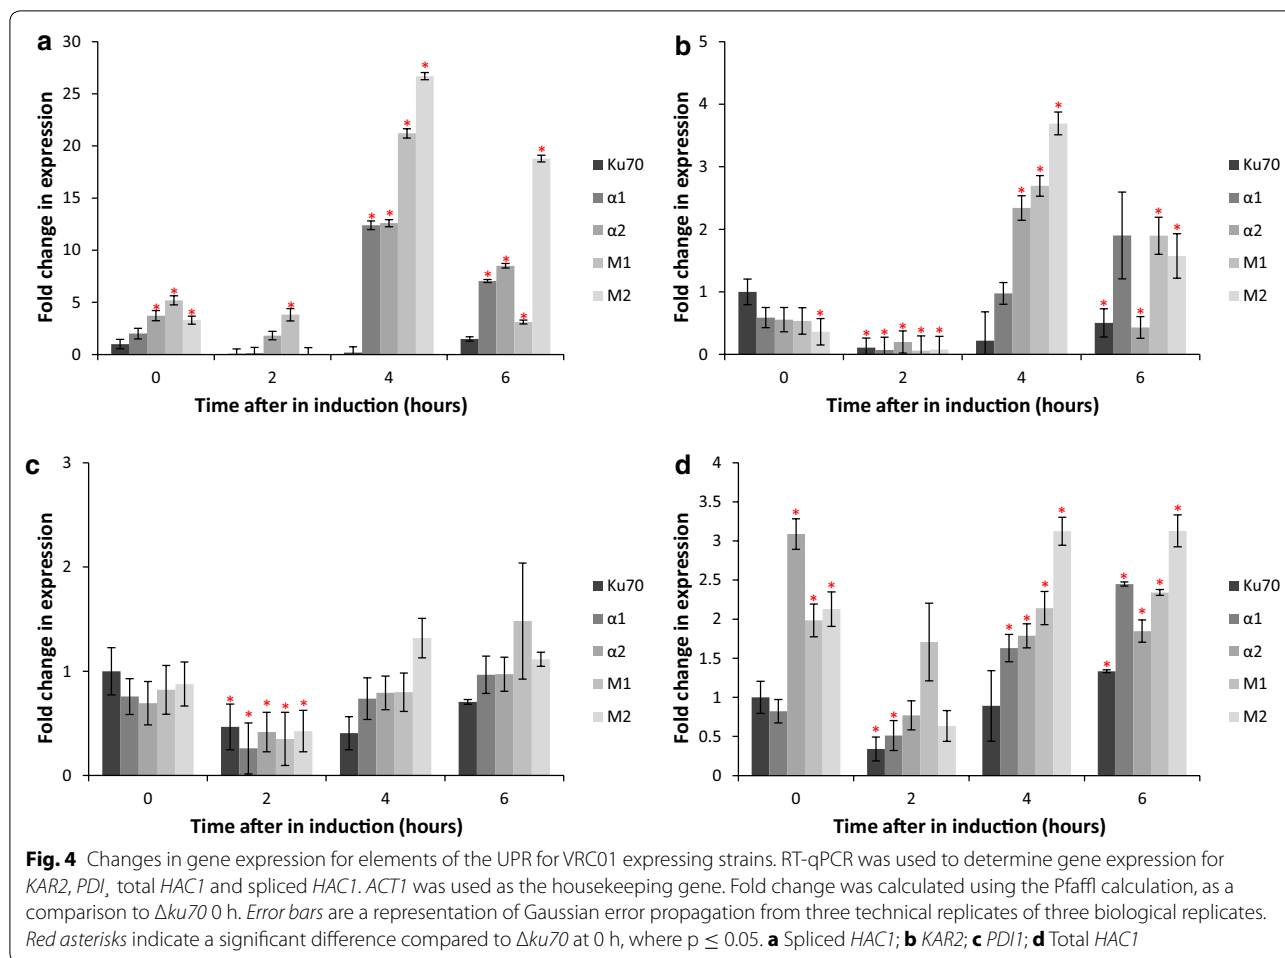 a
30
25
20
15
10
5
0
Fold change in expression
* * * * * * * * * * * *
0 2 4 6
Time after in induction (hours)
Ku70
α1
α2
M1
M2
b
5
4
3
2
1
0
Fold change in expression
* * * * * * * * * * * * *
0 2 4 6
Time after in induction (hours)
Ku70
α1
α2
M1
M2
c
3
2
1
0
Fold change in expression
* * * * *
0 2 4 6
Time after in induction (hours)
Ku70
α1
α2
M1
M2
d
4
3.5
3
2.5
2
1.5
1
0.5
0
Fold change in expression
* * * * * * * * * * * * * *
0 2 4 6
Time after in induction (hours)
Ku70
α1
α2
M1
M2
Fig. 4 Changes in gene expression for elements of the UPR for VRC01 expressing strains. RT-qPCR was used to determine gene expression for
KAR2, PDI, total HAC1 and spliced HAC1. ACT1 was used as the housekeeping gene. Fold change was calculated using the Pfaffl calculation, as a
comparison to Δku70 0 h. Error bars are a representation of Gaussian error propagation from three technical replicates of three biological replicates.
Red asterisks indicate a significant difference compared to Δku70 at 0 h, where p ≤ 0.05. a Spliced HAC1; b KAR2; c PDI1; d Total HAC1